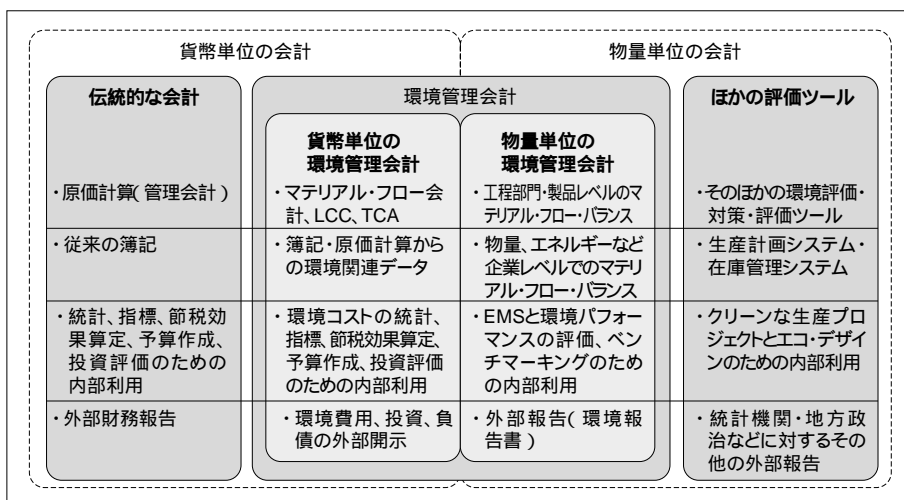 貨幣単位の会計
物量単位の会計
伝統的な会計
環境管理会計
ほかの評価ツール
貨幣単位の
環境管理会計
物量単位の
環境管理会計
・原価計算(管理会計)
・マテリアル・フロー会
計、LCC、TCA
・工程部門・製品レベルのマ
テリアル・フロー・バランス
・そのほかの環境評価・
対策・評価ツール
・従来の簿記
・簿記・原価計算から
の環境関連データ
・物量、エネルギーなど
企業レベルでのマテリ
アル・フロー・バランス
・生産計画システム・
在庫管理システム
・統計、指標、節税効
果算定、予算作成、
投資評価のための
内部利用
・環境コストの統計、
指標、節税効果算定、
予算作成、投資評価
のための内部利用
・EMSと環境パフォー
マンスの評価、ベン
チマーキングのため
の内部利用
・クリーンな生産プロ
ジェクトとエコ・デザイ
ンのための内部利用
・外部財務報告
・環境費用、投資、負
債の外部開示
・外部報告(環境報
告書)
・統計機関・地方政
治などに対するその
他の外部報告